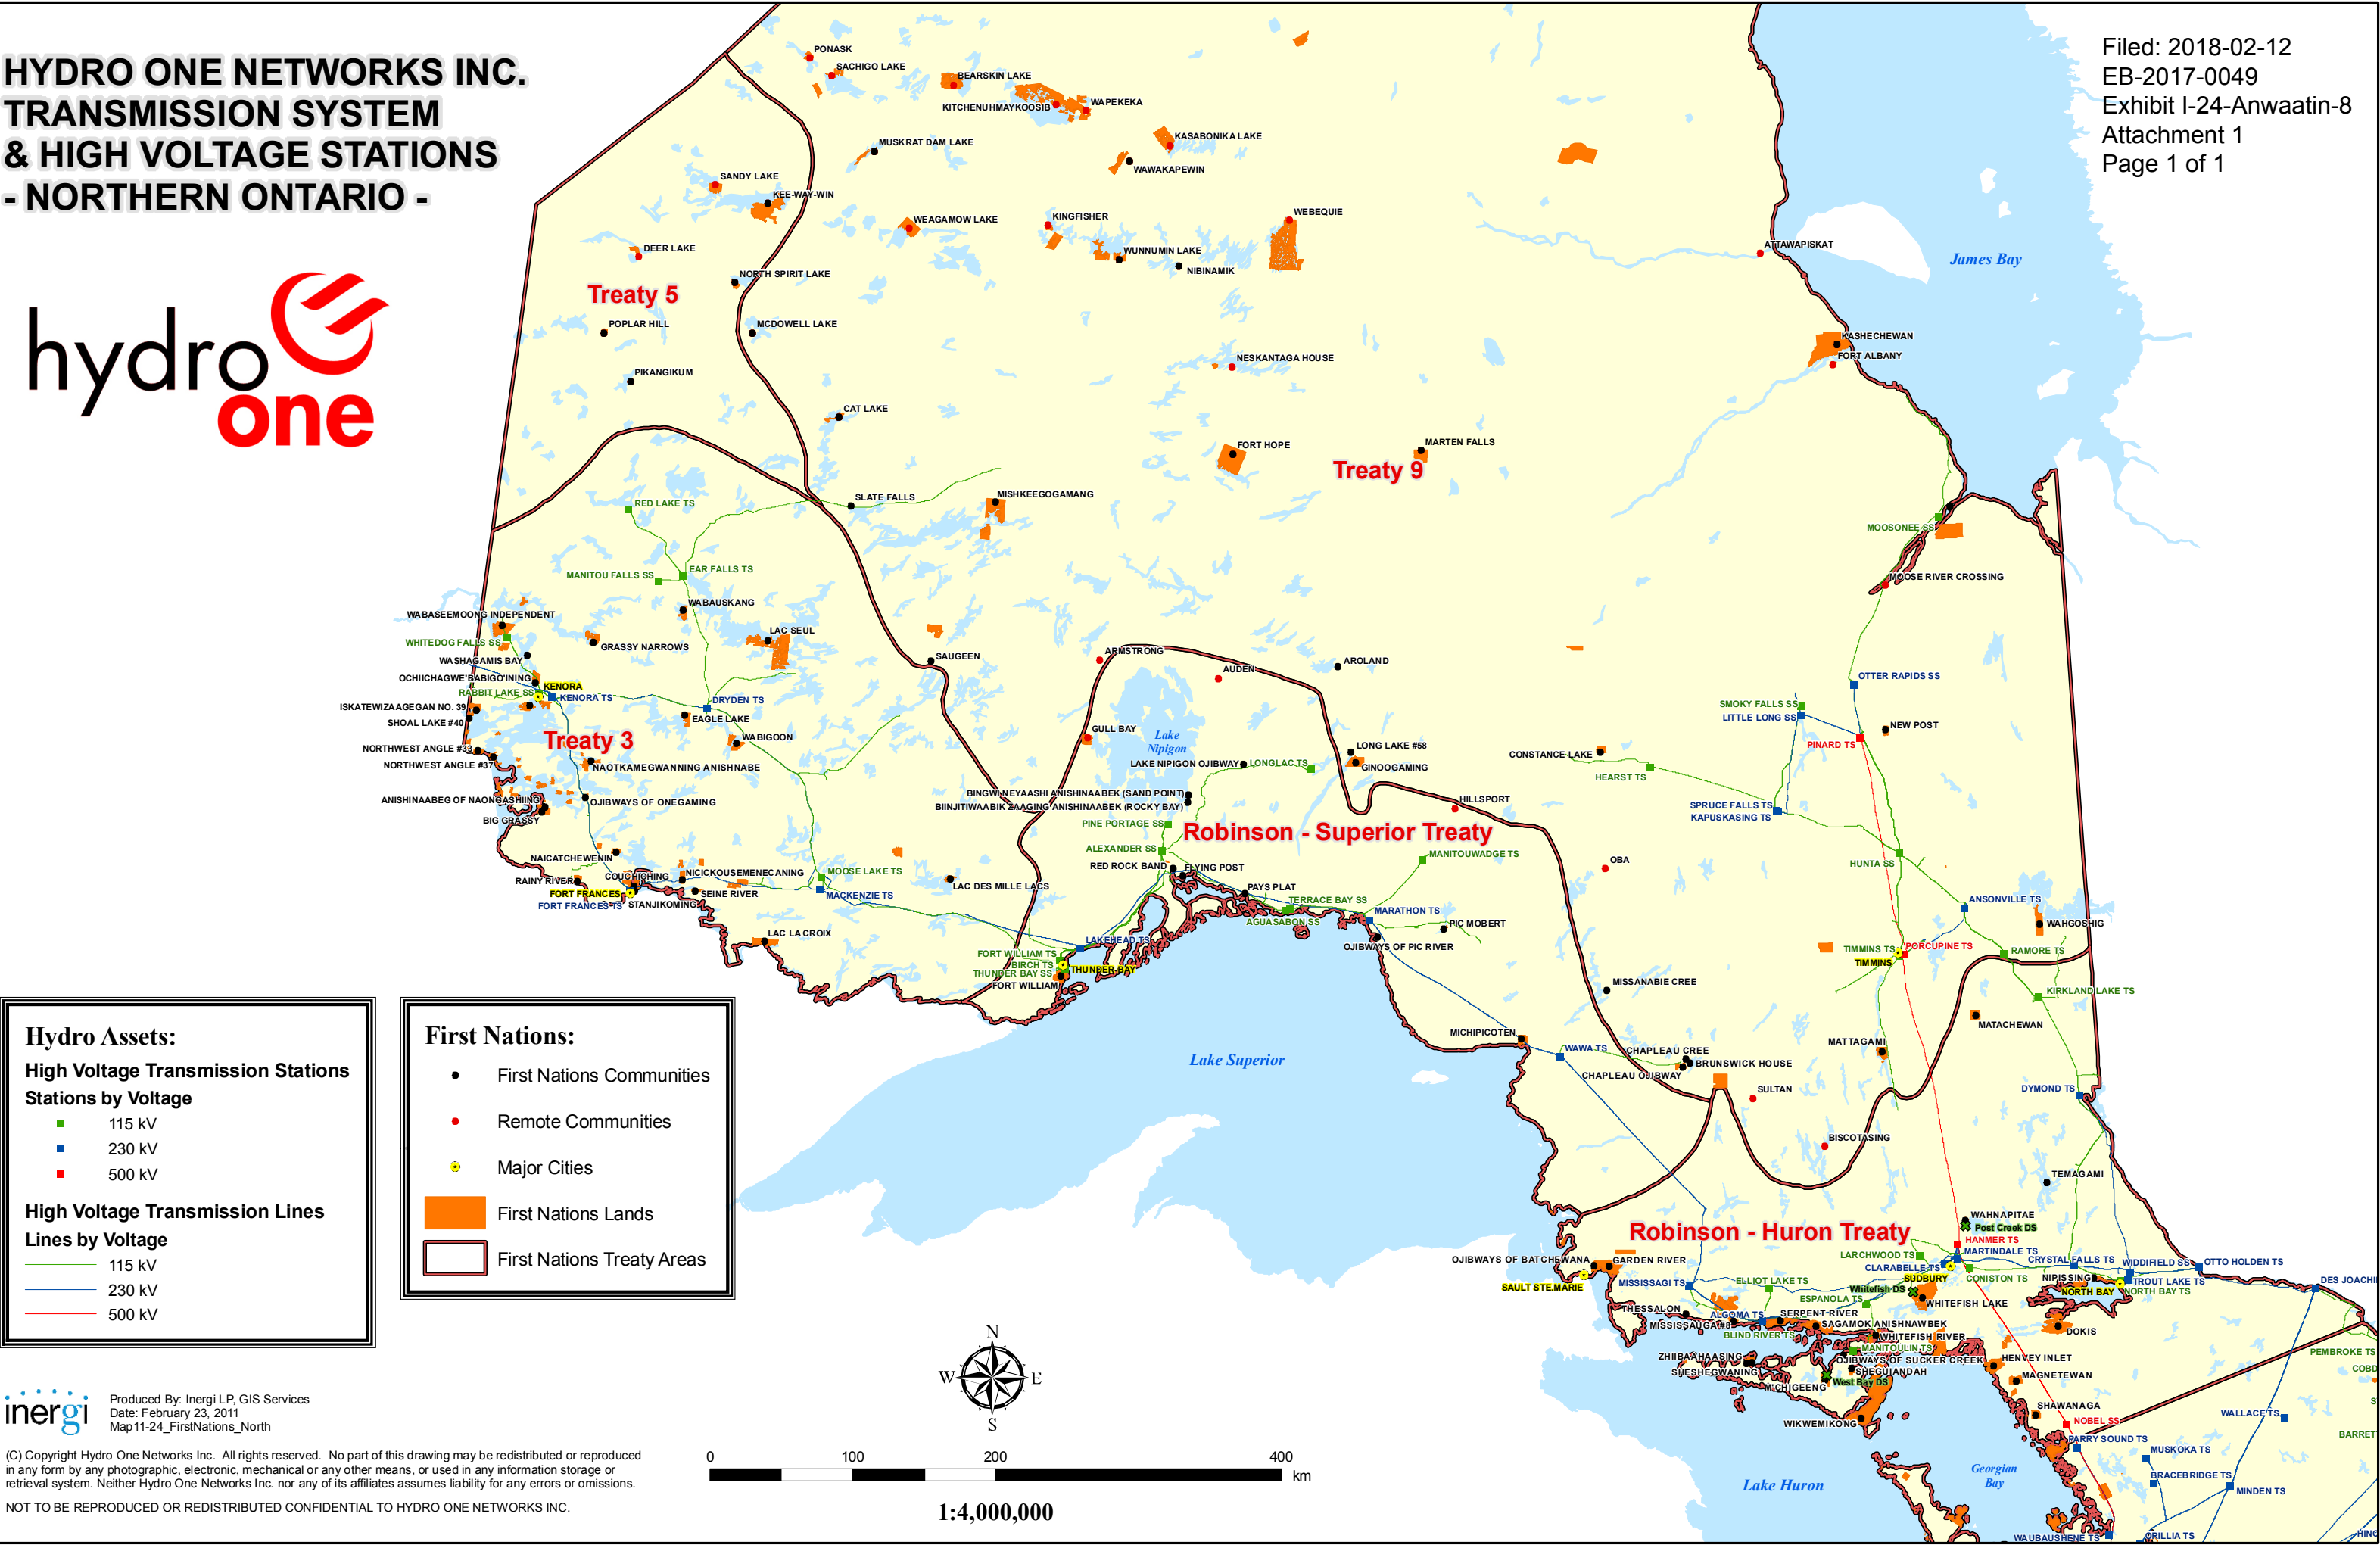 HYDRO ONE NETWORKS INC.
TRANSMISSION SYSTEM
& HIGH VOLTAGE STATIONS
- NORTHERN ONTARIO -
hydro
one
Filed: 2018-02-12
EB-2017-0049
Exhibit I-24-Anwaatin-8
Attachment 1
Page 1 of 1
PONASK
SACHIGO LAKE
BEARSKIN LAKE
KITCHENUHMAYKOOSIB
WAPEKEKA
MUSKRAT DAM LAKE
KASABONIKA LAKE
WAWAKAPEWIN
SANDY LAKE
KEE-WAY-WIN
WEAGAMOW LAKE
KINGFISHER
WEBEQUIE
WUNNUMIN LAKE
NIBINAMIK
DEER LAKE
NORTH SPIRIT LAKE
ATTAWAPISKAT
James Bay
Treaty 5
POPLAR HILL
MCDOWELL LAKE
KASHECHEWAN
FORT ALBANY
NESKANTAGA HOUSE
PIKANGIKUM
CAT LAKE
FORT HOPE
MARTEN FALLS
Treaty 9
RED LAKE TS
SLATE FALLS
MISHKEEGOGAMANG
MOOSONEE SS
MANITOU FALLS SS
EAR FALLS TS
MOOSE RIVER CROSSING
WABAUSKANG
WABASEEMOONG INDEPENDENT
LAC SEUL
WHITEDOG FALLS SS
GRASSY NARROWS
WASHAGAMIS BAY
SAUGEEN
ARMSTRONG
AUDEN
AROLAND
OCHIICHAGWE'BABIGO'INING
KENORA
RABBIT LAKE SS
KENORA TS
DRYDEN TS
OTTER RAPIDS SS
ISKATEWIZAAGEGAN NO. 39
SHOAL LAKE #40
EAGLE LAKE
SMOKY FALLS SS
LITTLE LONG SS
NEW POST
Treaty 3
WABIGOON
GULL BAY
Lake
Nipigon
PINARD TS
NORTHWEST ANGLE #33
NORTHWEST ANGLE #37
NAOTKAMEGWANNING ANISHNABE
LONG LAKE #58
LAKE NIPIGON OJIBWAY
LONGLAC TS
GINOOGAMING
CONSTANCE LAKE
HEARST TS
BINGWI NEYAASHI ANISHINAABEK (SAND POINT)
BIINJITIWAABIK ZAAGING ANISHINAABEK (ROCKY BAY)
ANISHINAABEG OF NAONGASHIING
OJIBWAYS OF ONEGAMING
BIG GRASSY
HILLSPORT
SPRUCE FALLS TS
KAPUSKASING TS
PINE PORTAGE SS
Robinson - Superior Treaty
ALEXANDER SS
MANITOUWADGE TS
NAICATCHEWENIN
RED ROCK BAND
FLYING POST
OBA
HUNTA SS
RAINY RIVER
COUCHICHING
NICICKOUSEMENECANING
MOOSE LAKE TS
LAC DES MILLE LACS
PAYS PLAT
FORT FRANCES
SEINE RIVER
MACKENZIE TS
FORT FRANCES TS
STANJIKOMING
TERRACE BAY SS
AGUASABON SS
MARATHON TS
PIC MOBERT
ANSONVILLE TS
WAHGOSHIG
LAC LA CROIX
LAKEHEAD TS
OJIBWAYS OF PIC RIVER
FORT WILLIAM TS
BIRCH TS
THUNDER BAY SS
THUNDER BAY
FORT WILLIAM
TIMMINS TS
PORCUPINE TS
TIMMINS
RAMORE TS
MISSANABIE CREE
KIRKLAND LAKE TS
MICHIPICOTEN
MATACHEWAN
MATTAGAMI
WAWA TS
CHAPLEAU CREE
BRUNSWICK HOUSE
CHAPLEAU OJIBWAY
Lake Superior
SULTAN
DYMOND TS
BISCOTASING
TEMAGAMI
WAHNAPITAE
Post Creek DS
Robinson - Huron Treaty
HANMER TS
MARTINDALE TS
LARCHWOOD TS
CLARABELLE TS
SUDBURY
CONISTON TS
CRYSTAL FALLS TS
WIDDIFIELD SS
OTTO HOLDEN TS
OJIBWAYS OF BATCHEWANA
GARDEN RIVER
SAULT STE.MARIE
MISSISSAGI TS
ELLIOT LAKE TS
Whitefish DS
ESPANOLA TS
WHITEFISH LAKE
NIPISSING
TROUT LAKE TS
NORTH BAY
NORTH BAY TS
DES JOACHI
THESSALON
MISSISSAUGA #8
ALGOMA TS
SERPENT RIVER
BLIND RIVER TS
SAGAMOK ANISHNAWBEK
WHITEFISH RIVER
DOKIS
MANITOULIN TS
ZHIIBAAHAASING
OJIBWAYS OF SUCKER CREEK
SHESHEGWANING
SHEGUIANDAH
HENVEY INLET
M'CHIGEENG
West Bay DS
MAGNETEWAN
PEMBROKE TS
COBD
WIKWEMIKONG
SHAWANAGA
NOBEL SS
WALLACE TS
PARRY SOUND TS
MUSKOKA TS
BARRET
BRACEBRIDGE TS
MINDEN TS
Georgian
Bay
Lake Huron
WAUBAUSHENE TS
ORILLIA TS
Hydro Assets:
High Voltage Transmission Stations
Stations by Voltage
115 kV
230 kV
500 kV
High Voltage Transmission Lines
Lines by Voltage
115 kV
230 kV
500 kV
First Nations:
First Nations Communities
Remote Communities
Major Cities
First Nations Lands
First Nations Treaty Areas
N
W
E
S
0
100
200
400
km
1:4,000,000
inergi
Produced By: Inergi LP, GIS Services
Date: February 23, 2011
Map11-24_FirstNations_North
(C) Copyright Hydro One Networks Inc. All rights reserved. No part of this drawing may be redistributed or reproduced
in any form by any photographic, electronic, mechanical or any other means, or used in any information storage or
retrieval system. Neither Hydro One Networks Inc. nor any of its affiliates assumes liability for any errors or omissions.
NOT TO BE REPRODUCED OR REDISTRIBUTED CONFIDENTIAL TO HYDRO ONE NETWORKS INC.